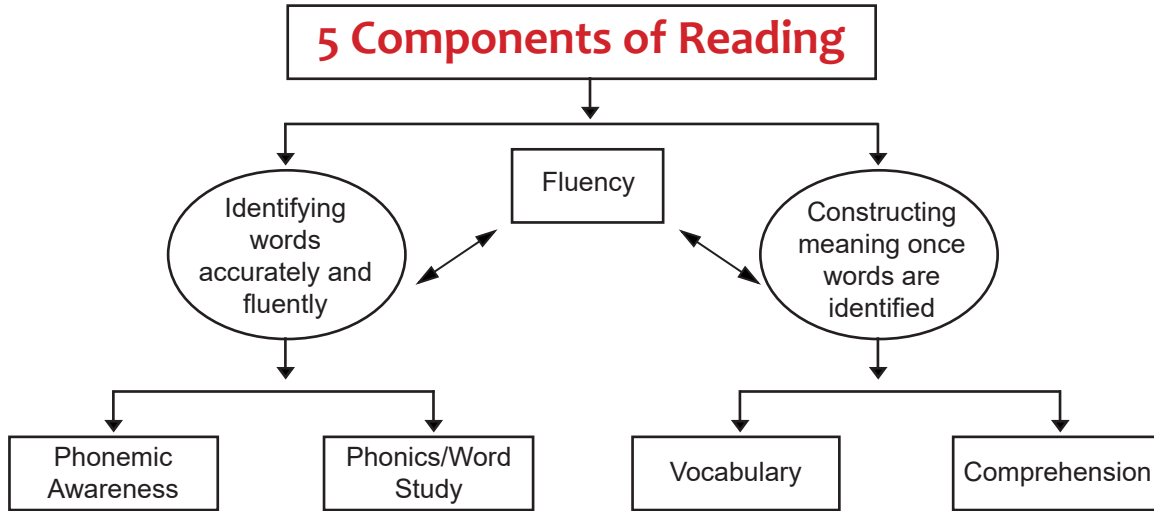 5 Components of Reading
Fluency
Identifying
words
accurately and
fluently
Constructing
meaning once
words are
identified
Phonemic
Awareness
Phonics/Word
Study
Vocabulary
Comprehension